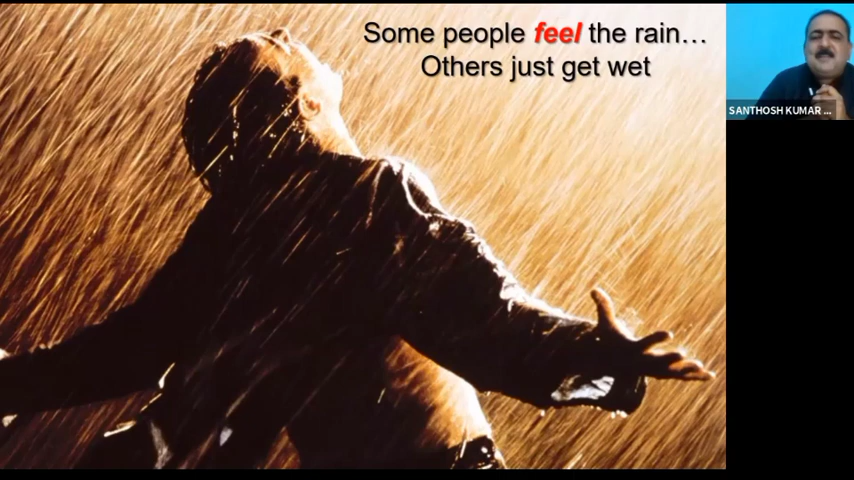 Some people feel the rain…
Others just get wet
SANTHOSH KUMAR ...